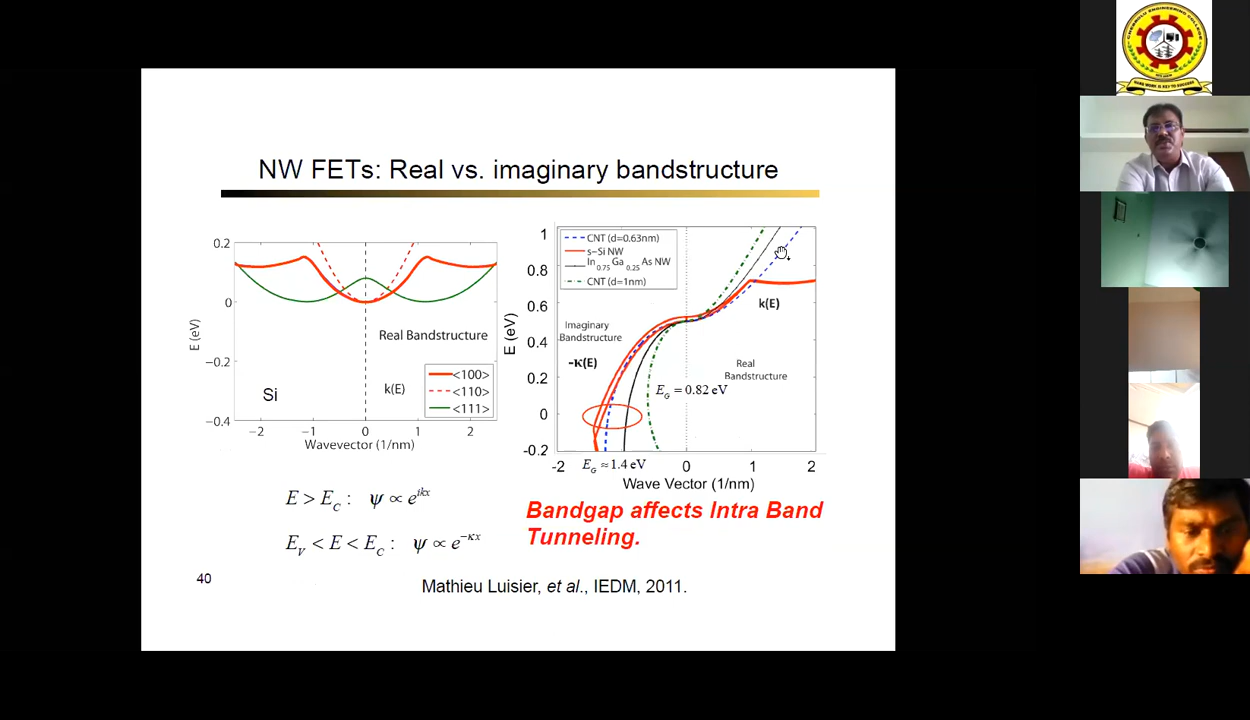 NW FETs: Real vs. imaginary bandstructure
0.2
0
−0.2
−0.4
E (eV)
Real Bandstructure
Si
k(E)
<100>
<110>
<111>
−2
−1
0
1
2
Wavevector (1/nm)
CNT (d=0.63nm)
s−Si NW
In0.75Ga0.25As NW
CNT (d=1nm)
1
0.8
0.6
0.4
0.2
0
-0.2
E (eV)
Imaginary
Bandstructure
-κ(E)
k(E)
Real
Bandstructure
EG = 0.82 eV
EG ≈ 1.4 eV
-2
-1
0
1
2
Wave Vector (1/nm)
E > EC : ψ ∝ e^{ikx}
EV < E < EC : ψ ∝ e^{−κx}
Bandgap affects Intra Band
Tunneling.
40
Mathieu Luisier, et al., IEDM, 2011.